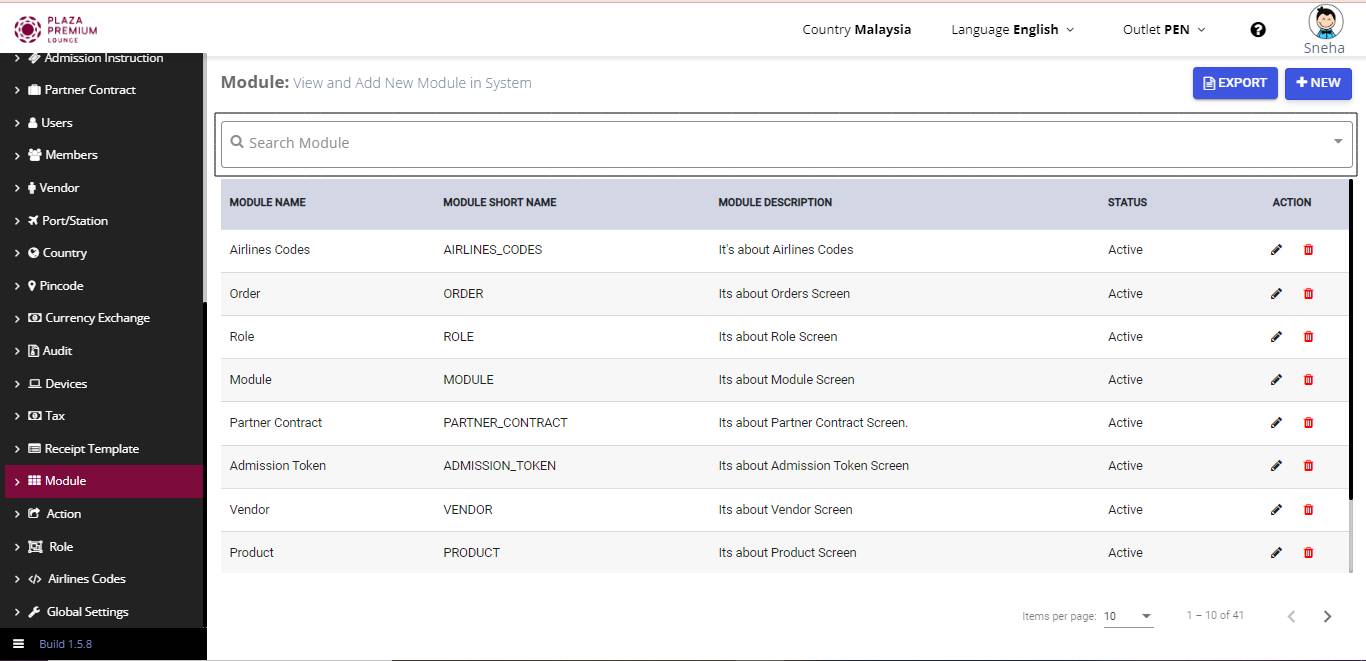 PLAZA
PREMIUM
LOUNGE
Country Malaysia
Language English
Outlet PEN
Sneha
Admission Instruction
Partner Contract
Users
Members
Vendor
Port/Station
Country
Pincode
Currency Exchange
Audit
Devices
Tax
Receipt Template
Module
Action
Role
Airlines Codes
Global Settings
Build 1.5.8
Module: View and Add New Module in System
EXPORT
+ NEW
Search Module
MODULE NAME MODULE SHORT NAME MODULE DESCRIPTION STATUS ACTION
Airlines Codes AIRLINES_CODES It's about Airlines Codes Active
Order ORDER Its about Orders Screen Active
Role ROLE Its about Role Screen Active
Module MODULE Its about Module Screen Active
Partner Contract PARTNER_CONTRACT Its about Partner Contract Screen. Active
Admission Token ADMISSION_TOKEN Its about Admission Token Screen Active
Vendor VENDOR Its about Vendor Screen Active
Product PRODUCT Its about Product Screen Active
Items per page: 10 1 – 10 of 41